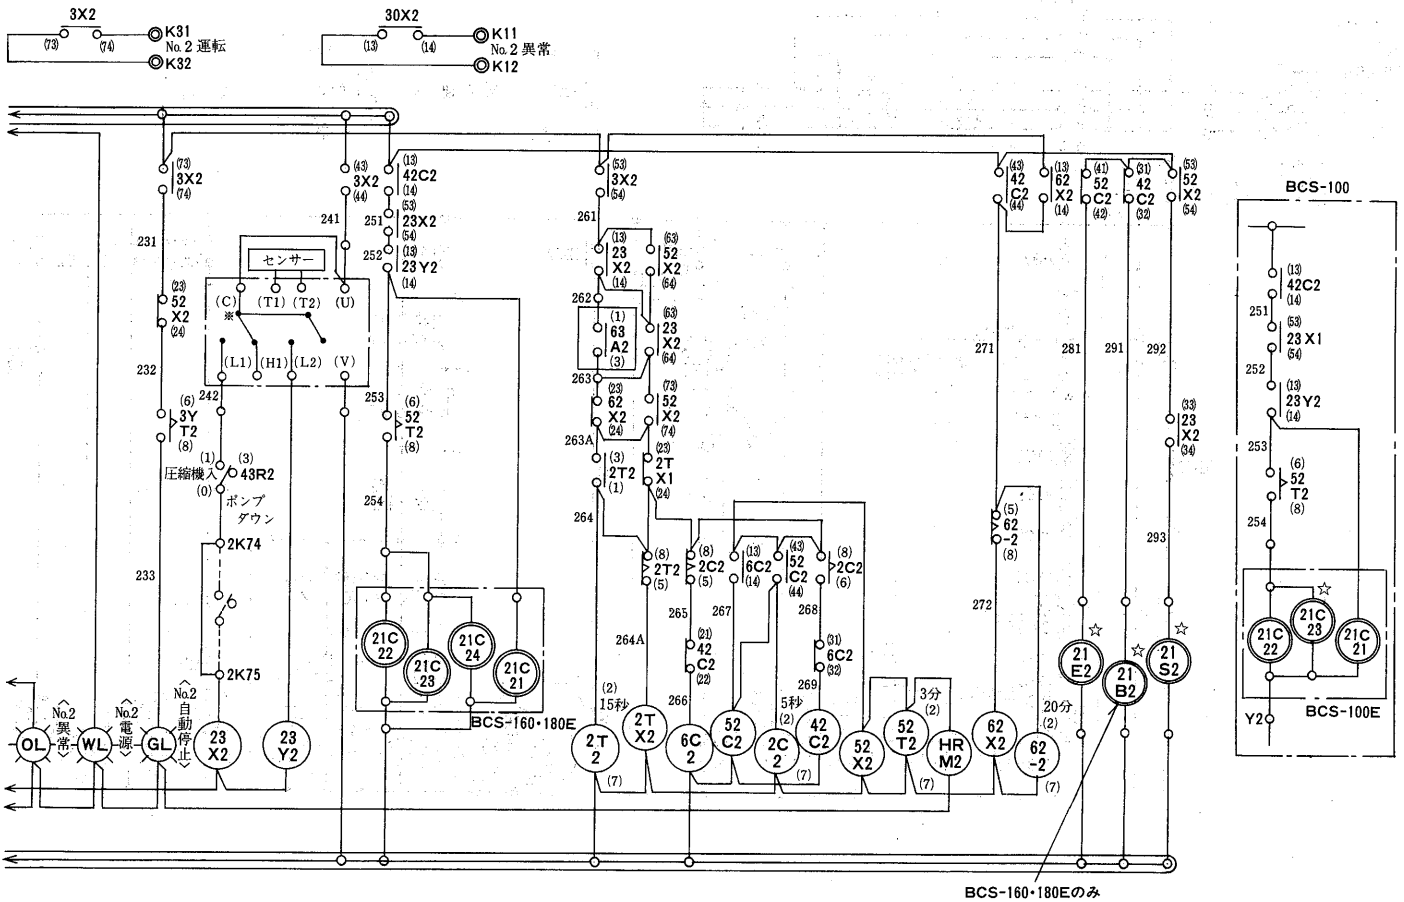 3X2
(73) (74)
K31
No.2 運転
K32
30X2
(13) (14)
K11
No.2 異常
K12
(73)
3X2
(74)
231
(23)
52
X2
(24)
232
(6)
3Y
T2
(8)
233
センサー
(C) (T1) (T2) (U)
※
(L1) (H1) (L2) (V)
241
(43)
3X2
(44)
242
(1) (3)
圧縮機入 43R2
(0)
ポンプ
ダウン
2K74
2K75
(13)
42C2
(14)
(53)
251 23X2
(54)
252 (13)
23Y2
(14)
253
(6)
52
T2
(8)
254
21C
22
21C
23
21C
24
21C
21
BCS-160・180E
(53)
3X2
(54)
261
(13)
23
X2
(14)
(63)
52
X2
(64)
262
(1)
63
A2
(3)
(63)
23
X2
(64)
263
(23)
62
X2
(24)
(73)
52
X2
(74)
263A
(3)
2T2
(1)
(23)
2T
X1
(24)
264
(8)
2T2
(5)
264A
(8)
2C2
(5)
265
(21)
42
C2
(22)
266
(13)
6C2
(14)
267
(43)
52
C2
(44)
(8)
2C2
(6)
268
(31)
6C2
(32)
269
(43)
42
C2
(44)
(13)
62
X2
(14)
271
(5)
62
-2
(8)
272
(41)
52
C2
(42)
281
(31)
42
C2
(32)
291
(53)
52
X2
(54)
292
(33)
23
X2
(34)
293
☆
21
E2
☆
21
B2
☆
21
S2
OL
〈No.2異常〉
WL
〈No.2電源〉
GL
〈No.2自動停止〉
23
X2
23
Y2
(2)
15秒
2T
2
(7)
2T
X2
6C
2
52
C2
5秒
(2)
2C
2
(7)
42
C2
52
X2
3分
(2)
52
T2
(7)
HR
M2
62
X2
20分
(2)
62
-2
(7)
BCS-160・180Eのみ
BCS-100
(13)
42C2
(14)
251
(53)
23X1
(54)
252
(13)
23Y2
(14)
253
(6)
52
T2
(8)
254
☆
21C
22
21C
23
21C
21
BCS-100E
Y2